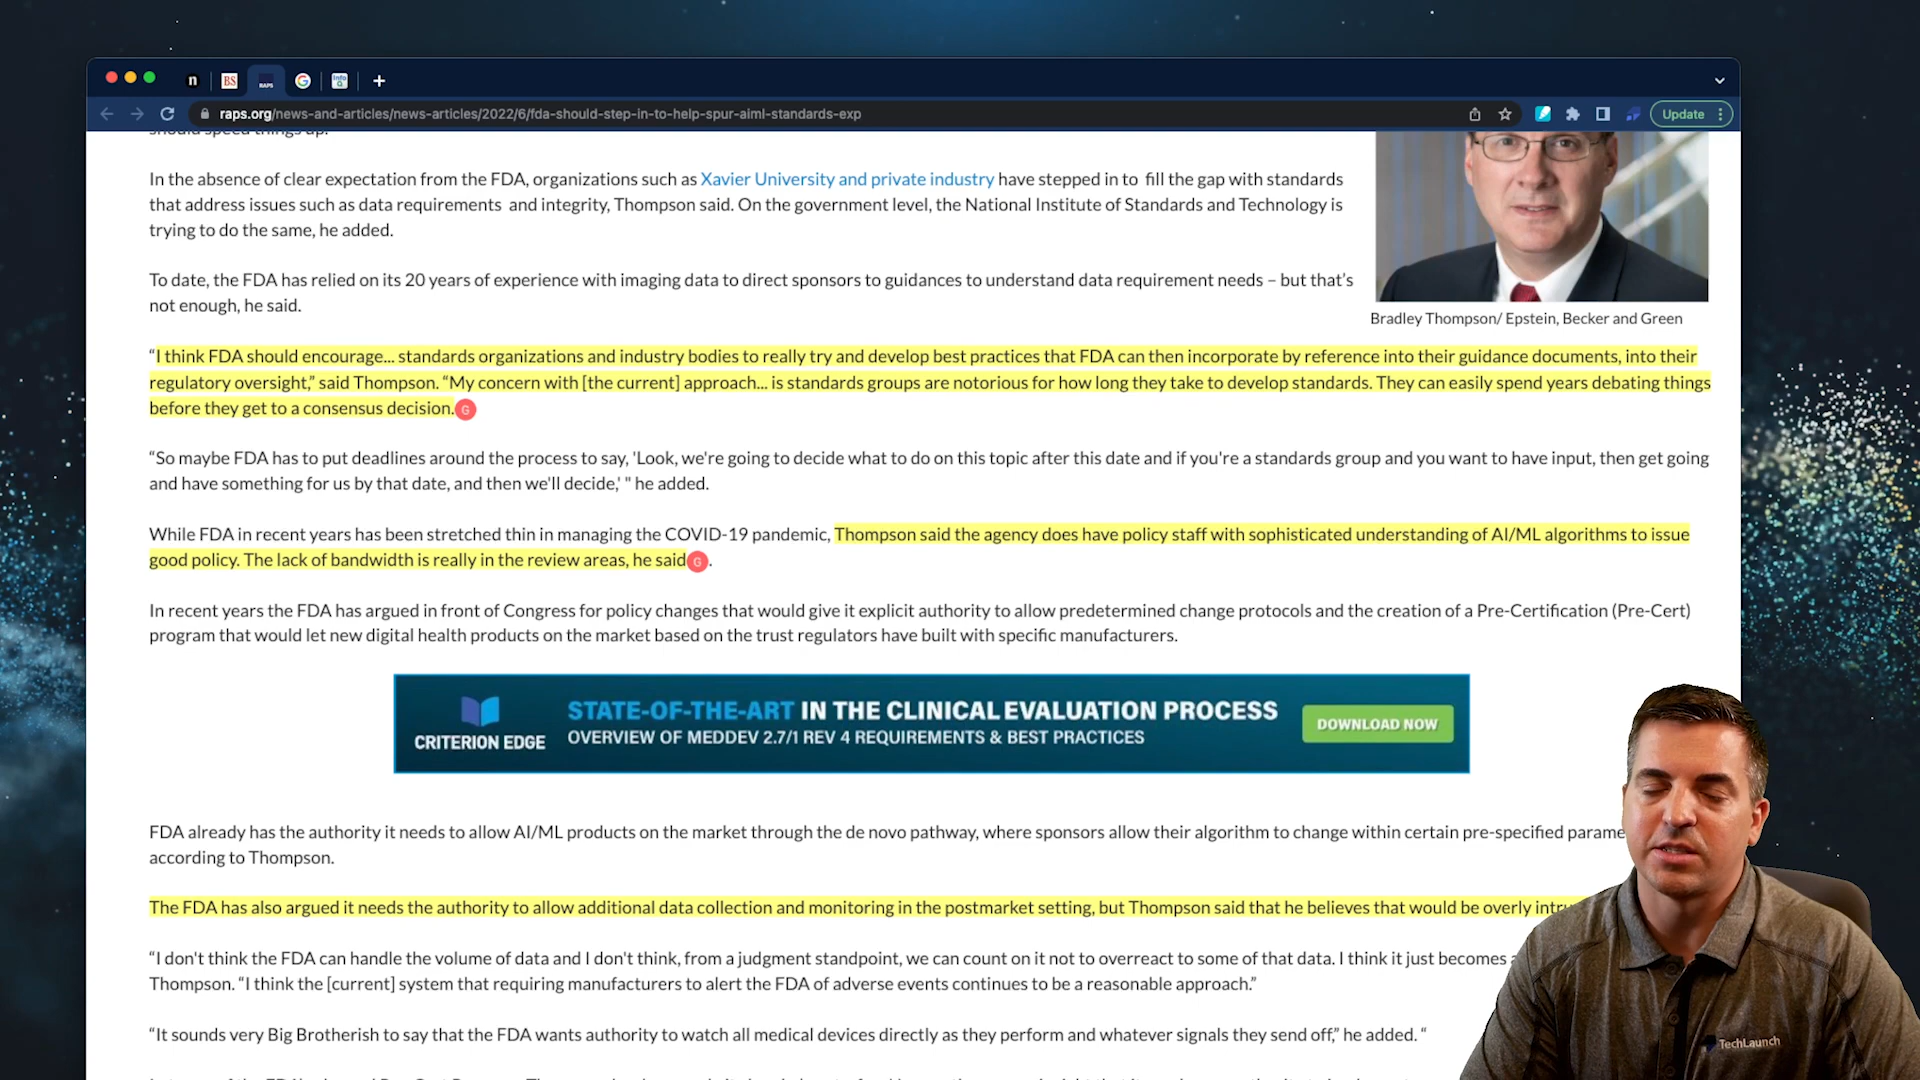 BS
RAPS
raps.org/news-and-articles/news-articles/2022/6/fda-should-step-in-to-help-spur-aiml-standards-exp
Update
should speed things up.
In the absence of clear expectation from the FDA, organizations such as Xavier University and private industry have stepped in to fill the gap with standards
that address issues such as data requirements and integrity, Thompson said. On the government level, the National Institute of Standards and Technology is
trying to do the same, he added.
To date, the FDA has relied on its 20 years of experience with imaging data to direct sponsors to guidances to understand data requirement needs – but that's
not enough, he said.
Bradley Thompson/ Epstein, Becker and Green
“I think FDA should encourage... standards organizations and industry bodies to really try and develop best practices that FDA can then incorporate by reference into their guidance documents, into their
regulatory oversight,” said Thompson. “My concern with [the current] approach... is standards groups are notorious for how long they take to develop standards. They can easily spend years debating things
before they get to a consensus decision. G
“So maybe FDA has to put deadlines around the process to say, 'Look, we're going to decide what to do on this topic after this date and if you're a standards group and you want to have input, then get going
and have something for us by that date, and then we'll decide,' " he added.
While FDA in recent years has been stretched thin in managing the COVID-19 pandemic, Thompson said the agency does have policy staff with sophisticated understanding of AI/ML algorithms to issue
good policy. The lack of bandwidth is really in the review areas, he said G .
In recent years the FDA has argued in front of Congress for policy changes that would give it explicit authority to allow predetermined change protocols and the creation of a Pre-Certification (Pre-Cert)
program that would let new digital health products on the market based on the trust regulators have built with specific manufacturers.
CRITERION EDGE
STATE-OF-THE-ART IN THE CLINICAL EVALUATION PROCESS
OVERVIEW OF MEDDEV 2.7/1 REV 4 REQUIREMENTS & BEST PRACTICES
DOWNLOAD NOW
FDA already has the authority it needs to allow AI/ML products on the market through the de novo pathway, where sponsors allow their algorithm to change within certain pre-specified parame
according to Thompson.
The FDA has also argued it needs the authority to allow additional data collection and monitoring in the postmarket setting, but Thompson said that he believes that would be overly intru
“I don't think the FDA can handle the volume of data and I don't think, from a judgment standpoint, we can count on it not to overreact to some of that data. I think it just becomes
Thompson. “I think the [current] system that requiring manufacturers to alert the FDA of adverse events continues to be a reasonable approach.”
“It sounds very Big Brotherish to say that the FDA wants authority to watch all medical devices directly as they perform and whatever signals they send off,” he added. “
TechLaunch